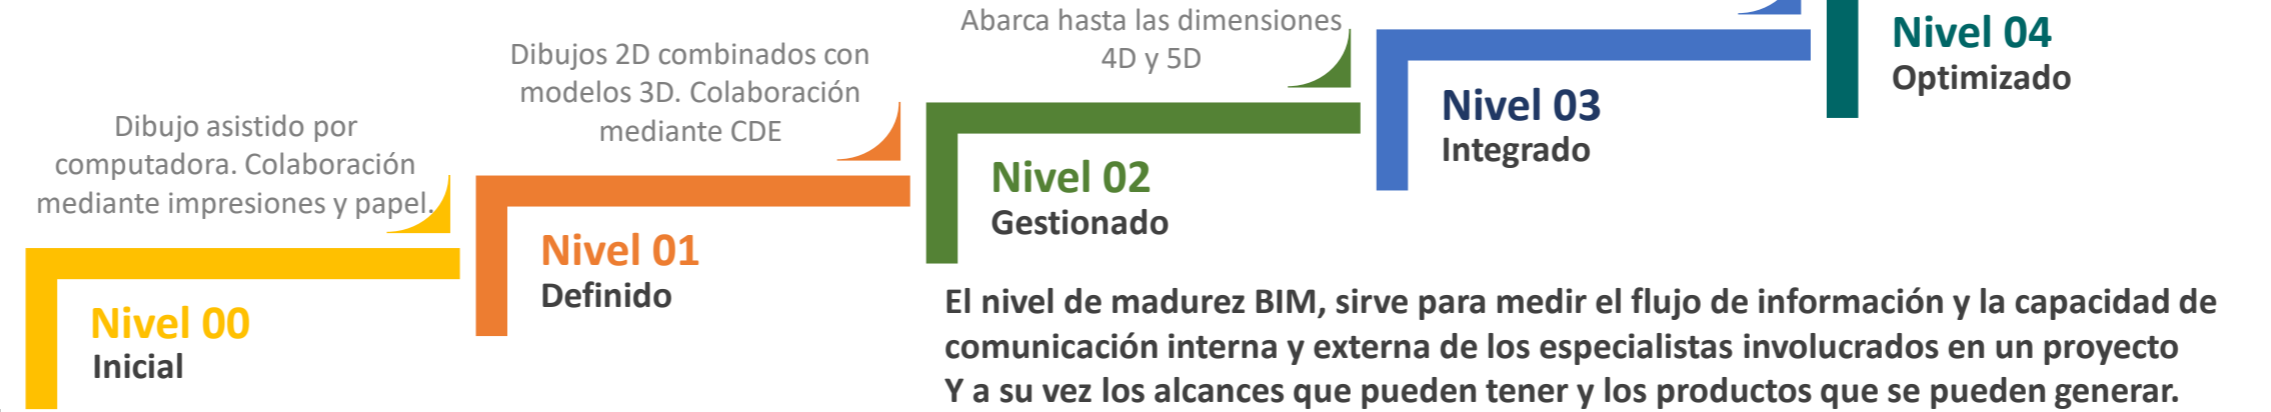 Dibujo asistido por
computadora. Colaboración
mediante impresiones y papel.
Nivel 00
Inicial
Dibujos 2D combinados con
modelos 3D. Colaboración
mediante CDE
Nivel 01
Definido
Abarca hasta las dimensiones
4D y 5D
Nivel 02
Gestionado
Nivel 03
Integrado
Nivel 04
Optimizado
El nivel de madurez BIM, sirve para medir el flujo de información y la capacidad de
comunicación interna y externa de los especialistas involucrados en un proyecto
Y a su vez los alcances que pueden tener y los productos que se pueden generar.